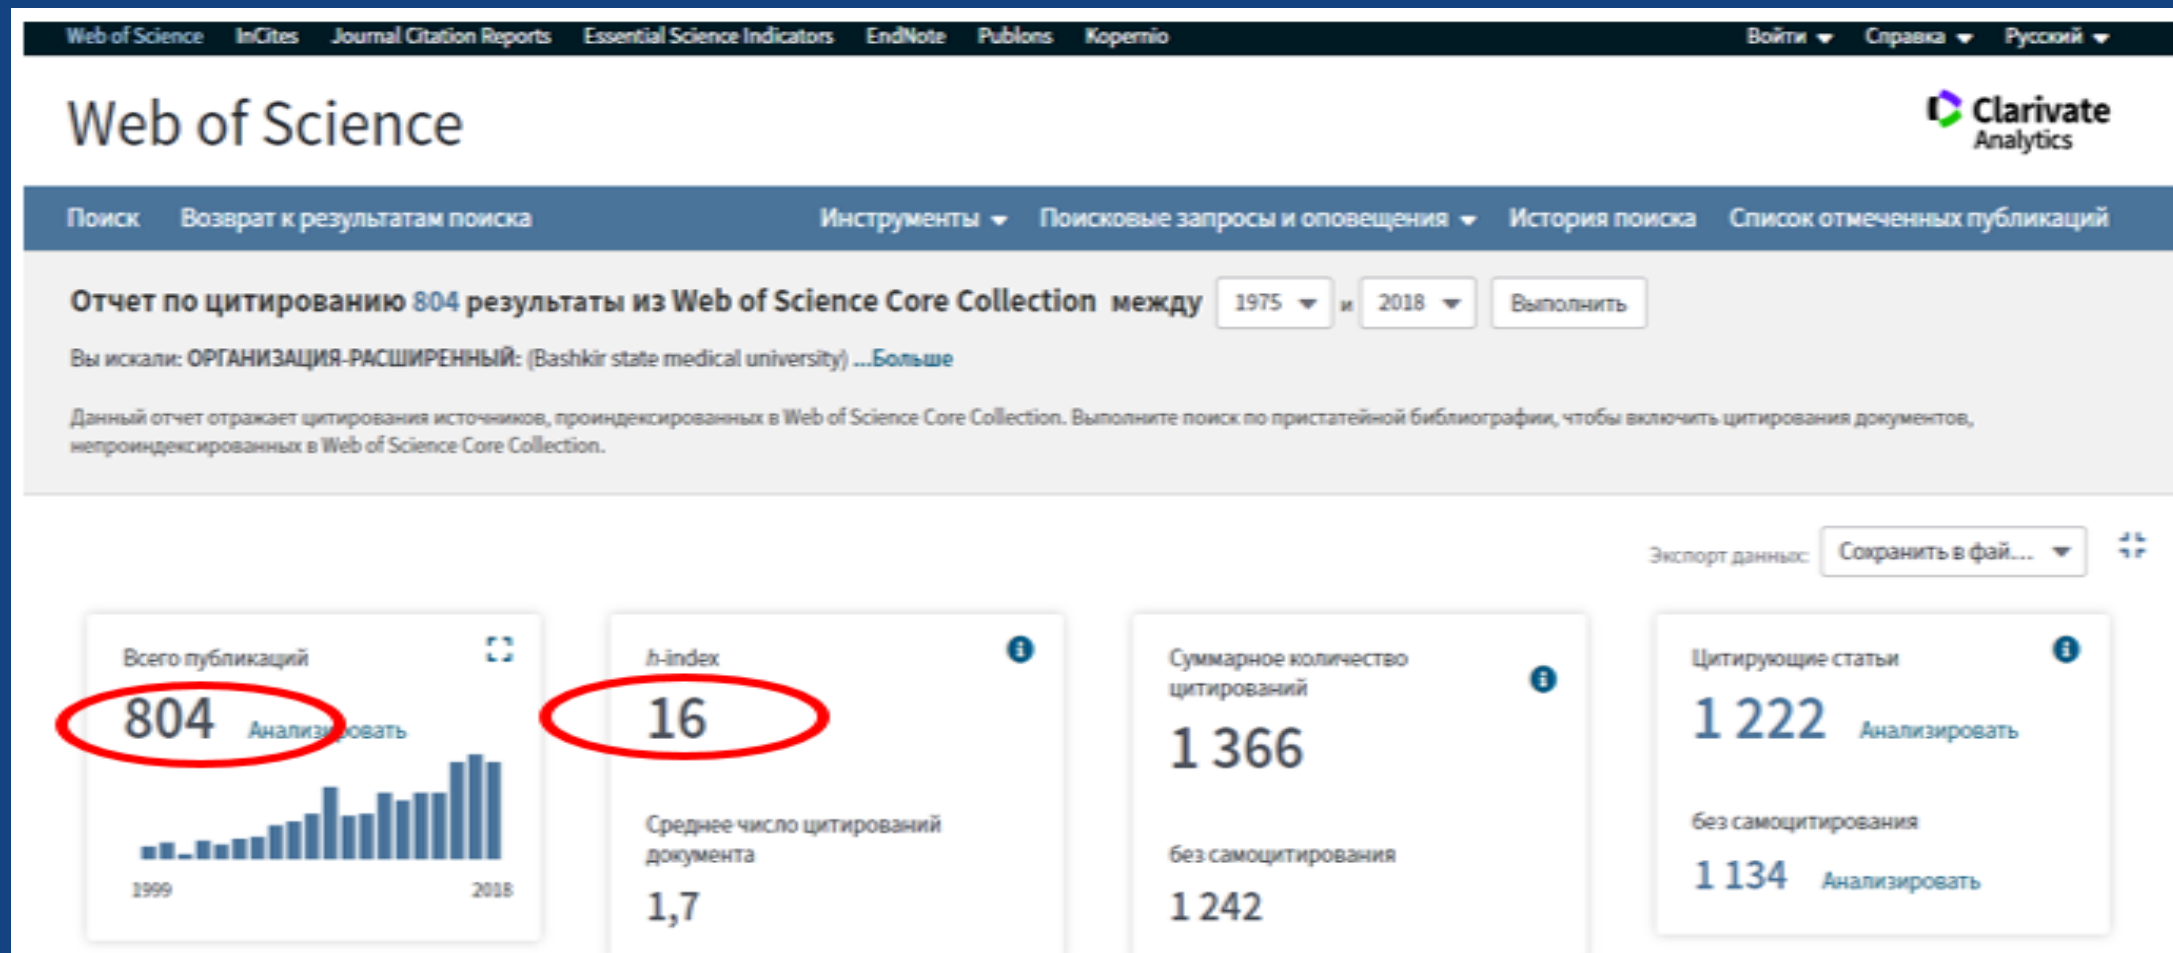 Web of Science InCites Journal Citation Reports Essential Science Indicators EndNote Publons Kopernio Войти Справка Русский
Web of Science
Clarivate
Analytics
Поиск Возврат к результатам поиска Инструменты Поисковые запросы и оповещения История поиска Список отмеченных публикаций
Отчет по цитированию 804 результаты из Web of Science Core Collection между 1975 и 2018 Выполнить
Вы искали: ОРГАНИЗАЦИЯ-РАСШИРЕННЫЙ: (Bashkir state medical university) ...Больше
Данный отчет отражает цитирования источников, проиндексированных в Web of Science Core Collection. Выполните поиск по пристатейной библиографии, чтобы включить цитирования документов,
непроиндексированных в Web of Science Core Collection.
Экспорт данных: Сохранить в фай....
Всего публикаций
804 Анализировать
1999 2018
h-index
16
Среднее число цитирований
документа
1,7
Суммарное количество
цитирований
1 366
без самоцитирования
1 242
Цитирующие статьи
1 222 Анализировать
без самоцитирования
1 134 Анализировать